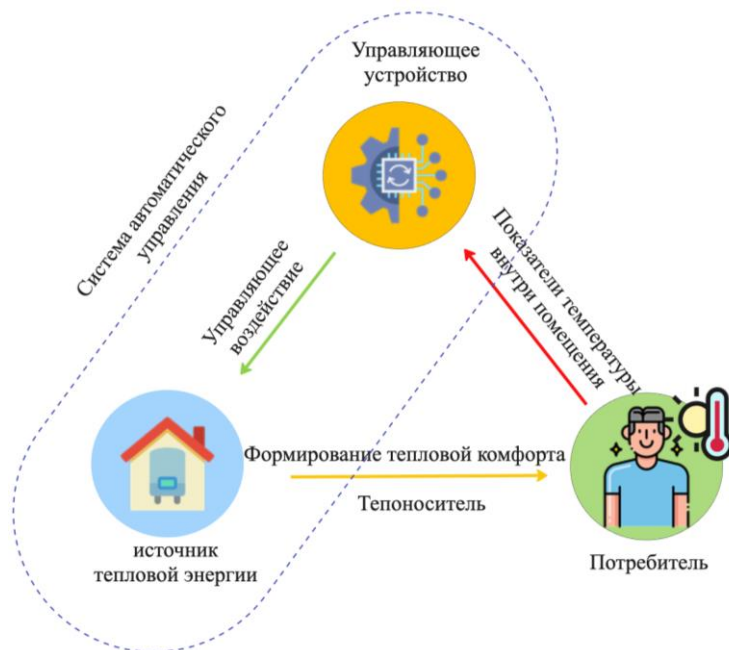 Управляющее
устройство
Система автоматического
управления
Управляющее
воздействие
Показатели температуры
внутри помещения
Формирование тепловой комфорта
Тепоноситель
источник
тепловой энергии
Потребитель